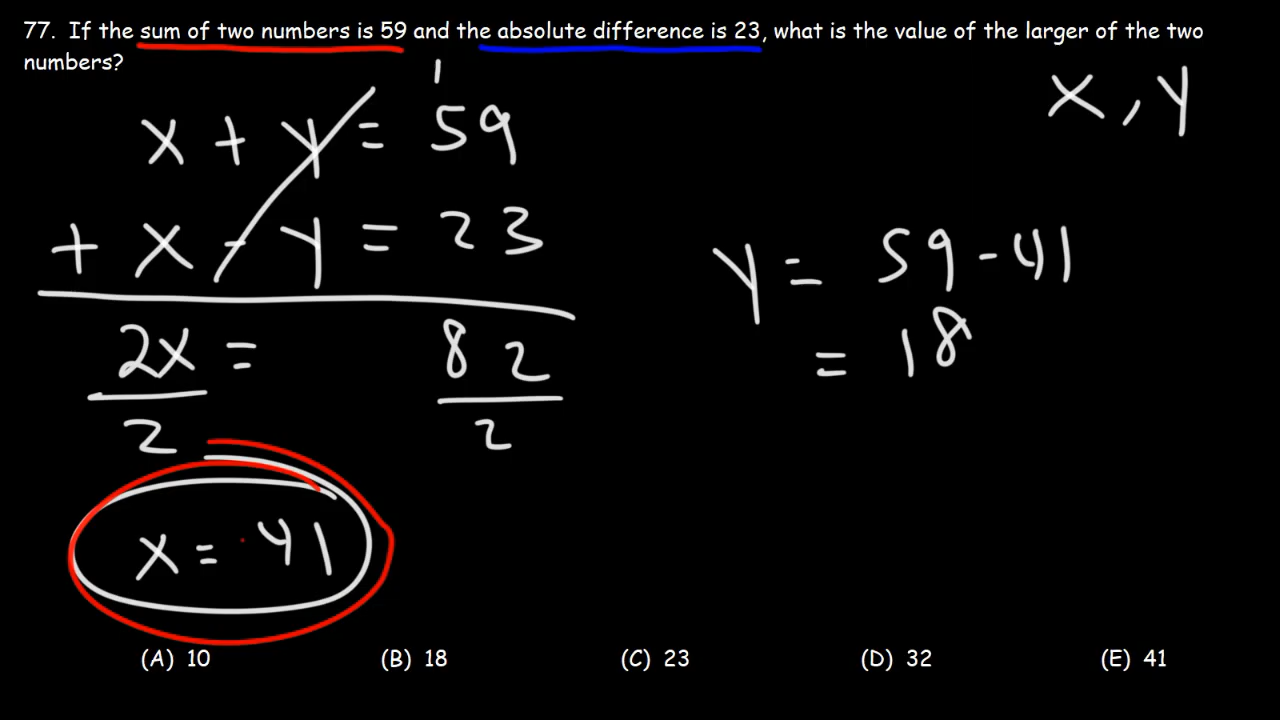 77. If the sum of two numbers is 59 and the absolute difference is 23, what is the value of the larger of the two
numbers?
x, y
1
x + y = 59
+ x - y = 23
y = 59 - 41
2x = 82
= 18
2 2
x = 41
(A) 10 (B) 18 (C) 23 (D) 32 (E) 41